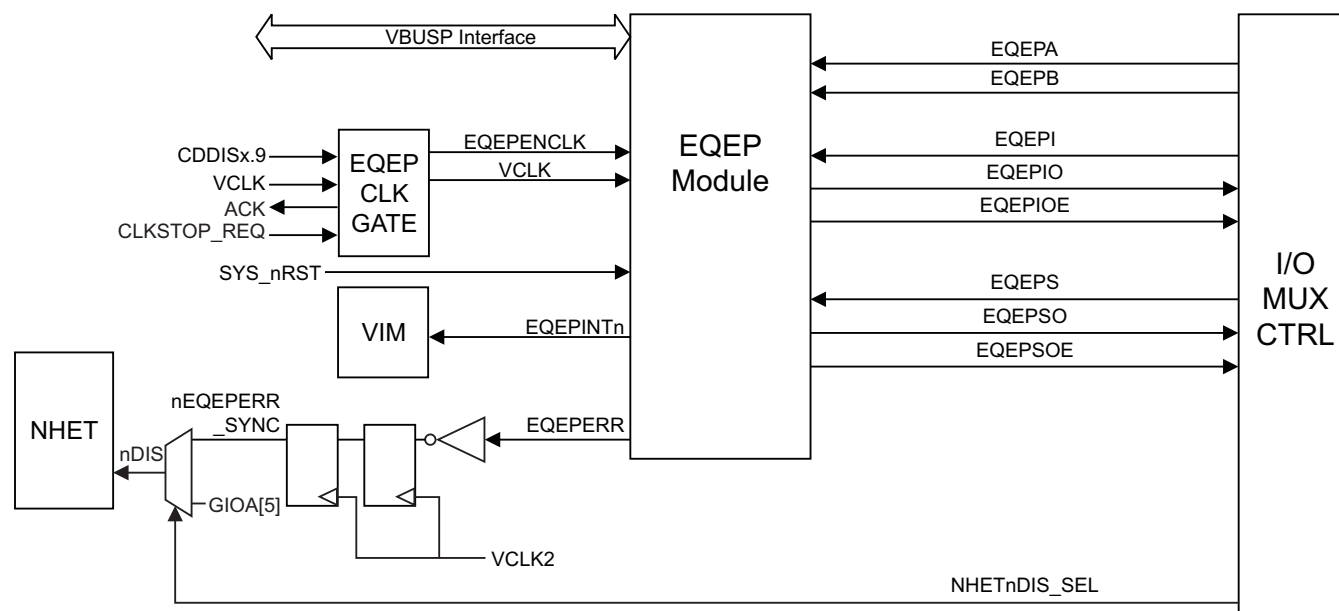 VBUSP Interface
EQEPA
EQEPB
CDDISx.9
VCLK
ACK
CLKSTOP_REQ
EQEP
CLK
GATE
EQEPENCLK
VCLK
EQEP
Module
EQEPI
EQEPIO
EQEPIOE
SYS_nRST
EQEPS
EQEPSO
EQEPSOE
I/O
MUX
CTRL
VIM
EQEPINTn
NHET
nDIS
nEQEPERR
_SYNC
EQEPERR
GIOA[5]
VCLK2
NHETnDIS_SEL